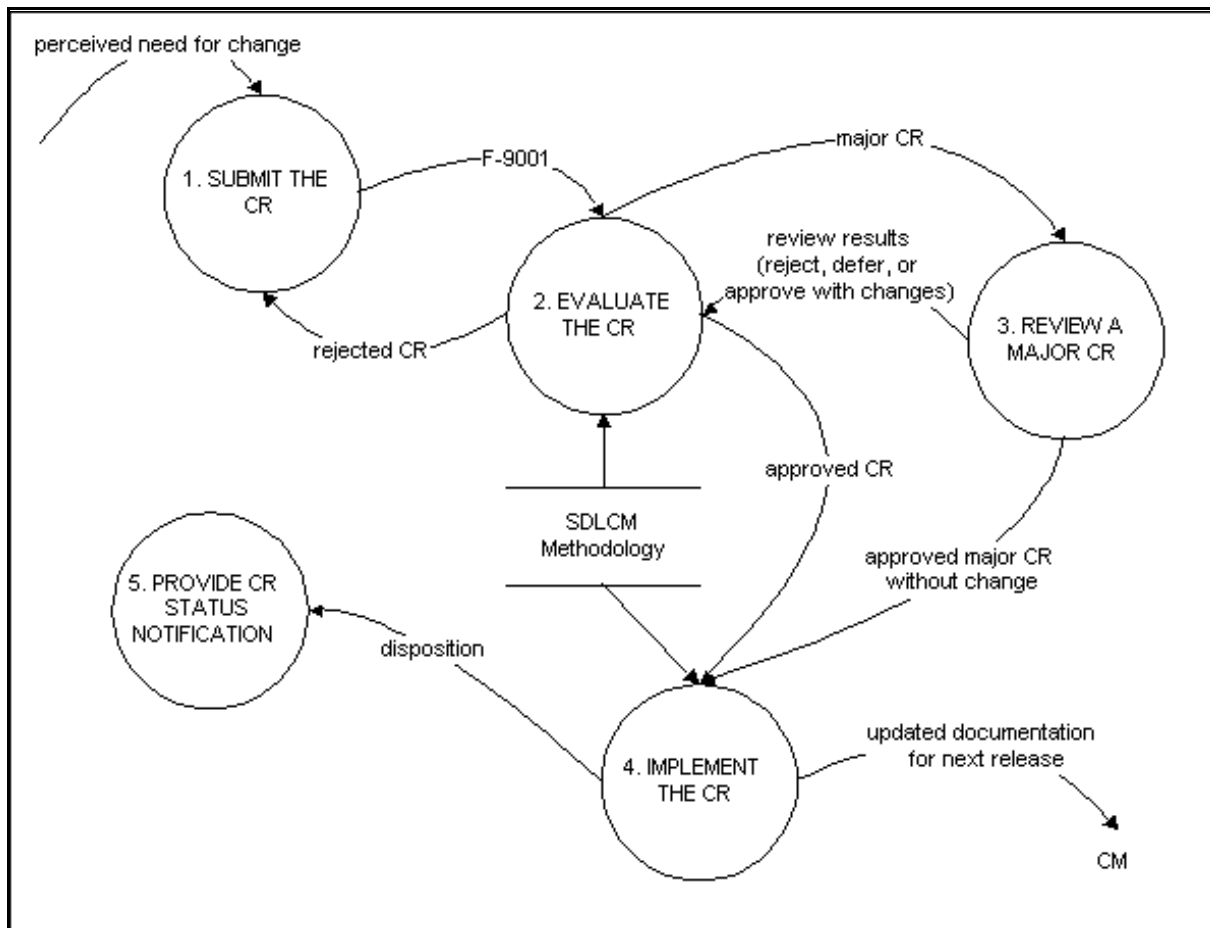 perceived need for change
1. SUBMIT THE
CR
F-9001
major CR
review results
(reject, defer, or
approve with changes)
2. EVALUATE
THE CR
3. REVIEW A
MAJOR CR
rejected CR
approved CR
SDLCM
Methodology
approved major CR
without change
5. PROVIDE CR
STATUS
NOTIFICATION
disposition
4. IMPLEMENT
THE CR
updated documentation
for next release
CM